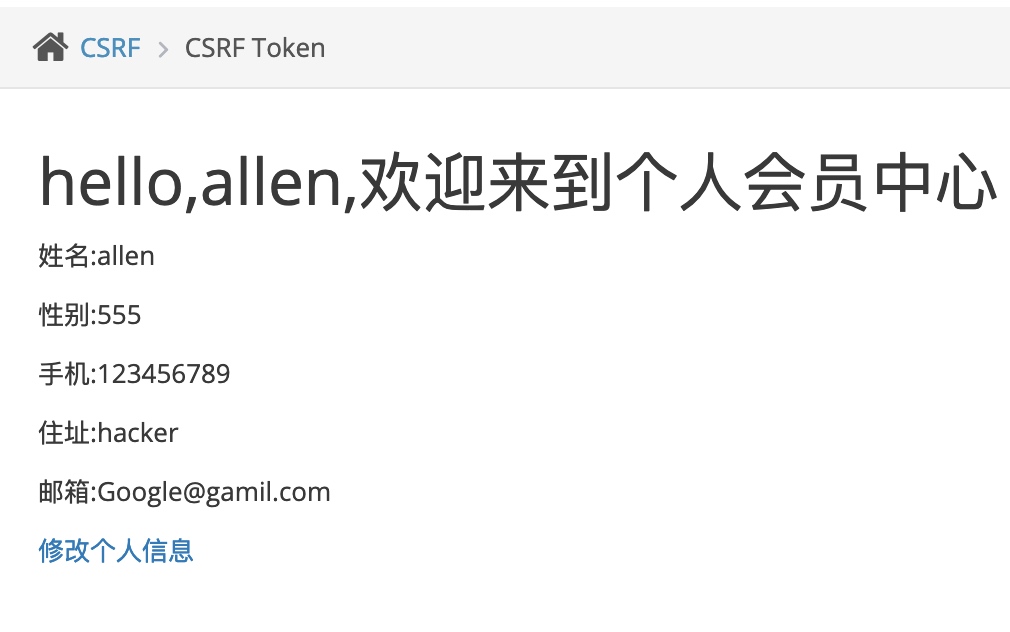 CSRF > CSRF Token
hello,allen,欢迎来到个人会员中心
姓名:allen
性别:555
手机:123456789
住址:hacker
邮箱:Google@gamil.com
修改个人信息